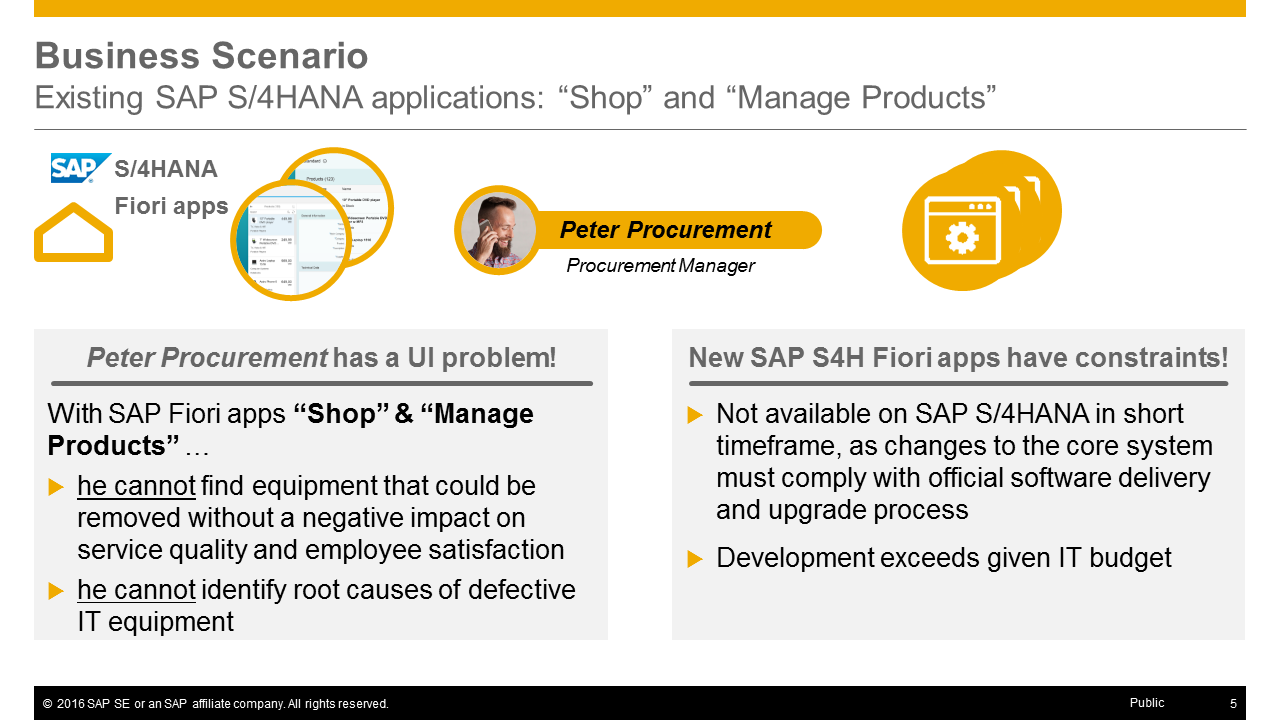 Business Scenario
Existing SAP S/4HANA applications: “Shop” and “Manage Products”
SAP
®
S/4HANA
Fiori apps
Standard
Products (123)
Peter Procurement
Procurement Manager
Peter Procurement has a UI problem!
With SAP Fiori apps “Shop” & “Manage
Products” …
he cannot find equipment that could be
removed without a negative impact on
service quality and employee satisfaction
he cannot identify root causes of defective
IT equipment
New SAP S4H Fiori apps have constraints!
Not available on SAP S/4HANA in short
timeframe, as changes to the core system
must comply with official software delivery
and upgrade process
Development exceeds given IT budget
© 2016 SAP SE or an SAP affiliate company. All rights reserved.
Public
5